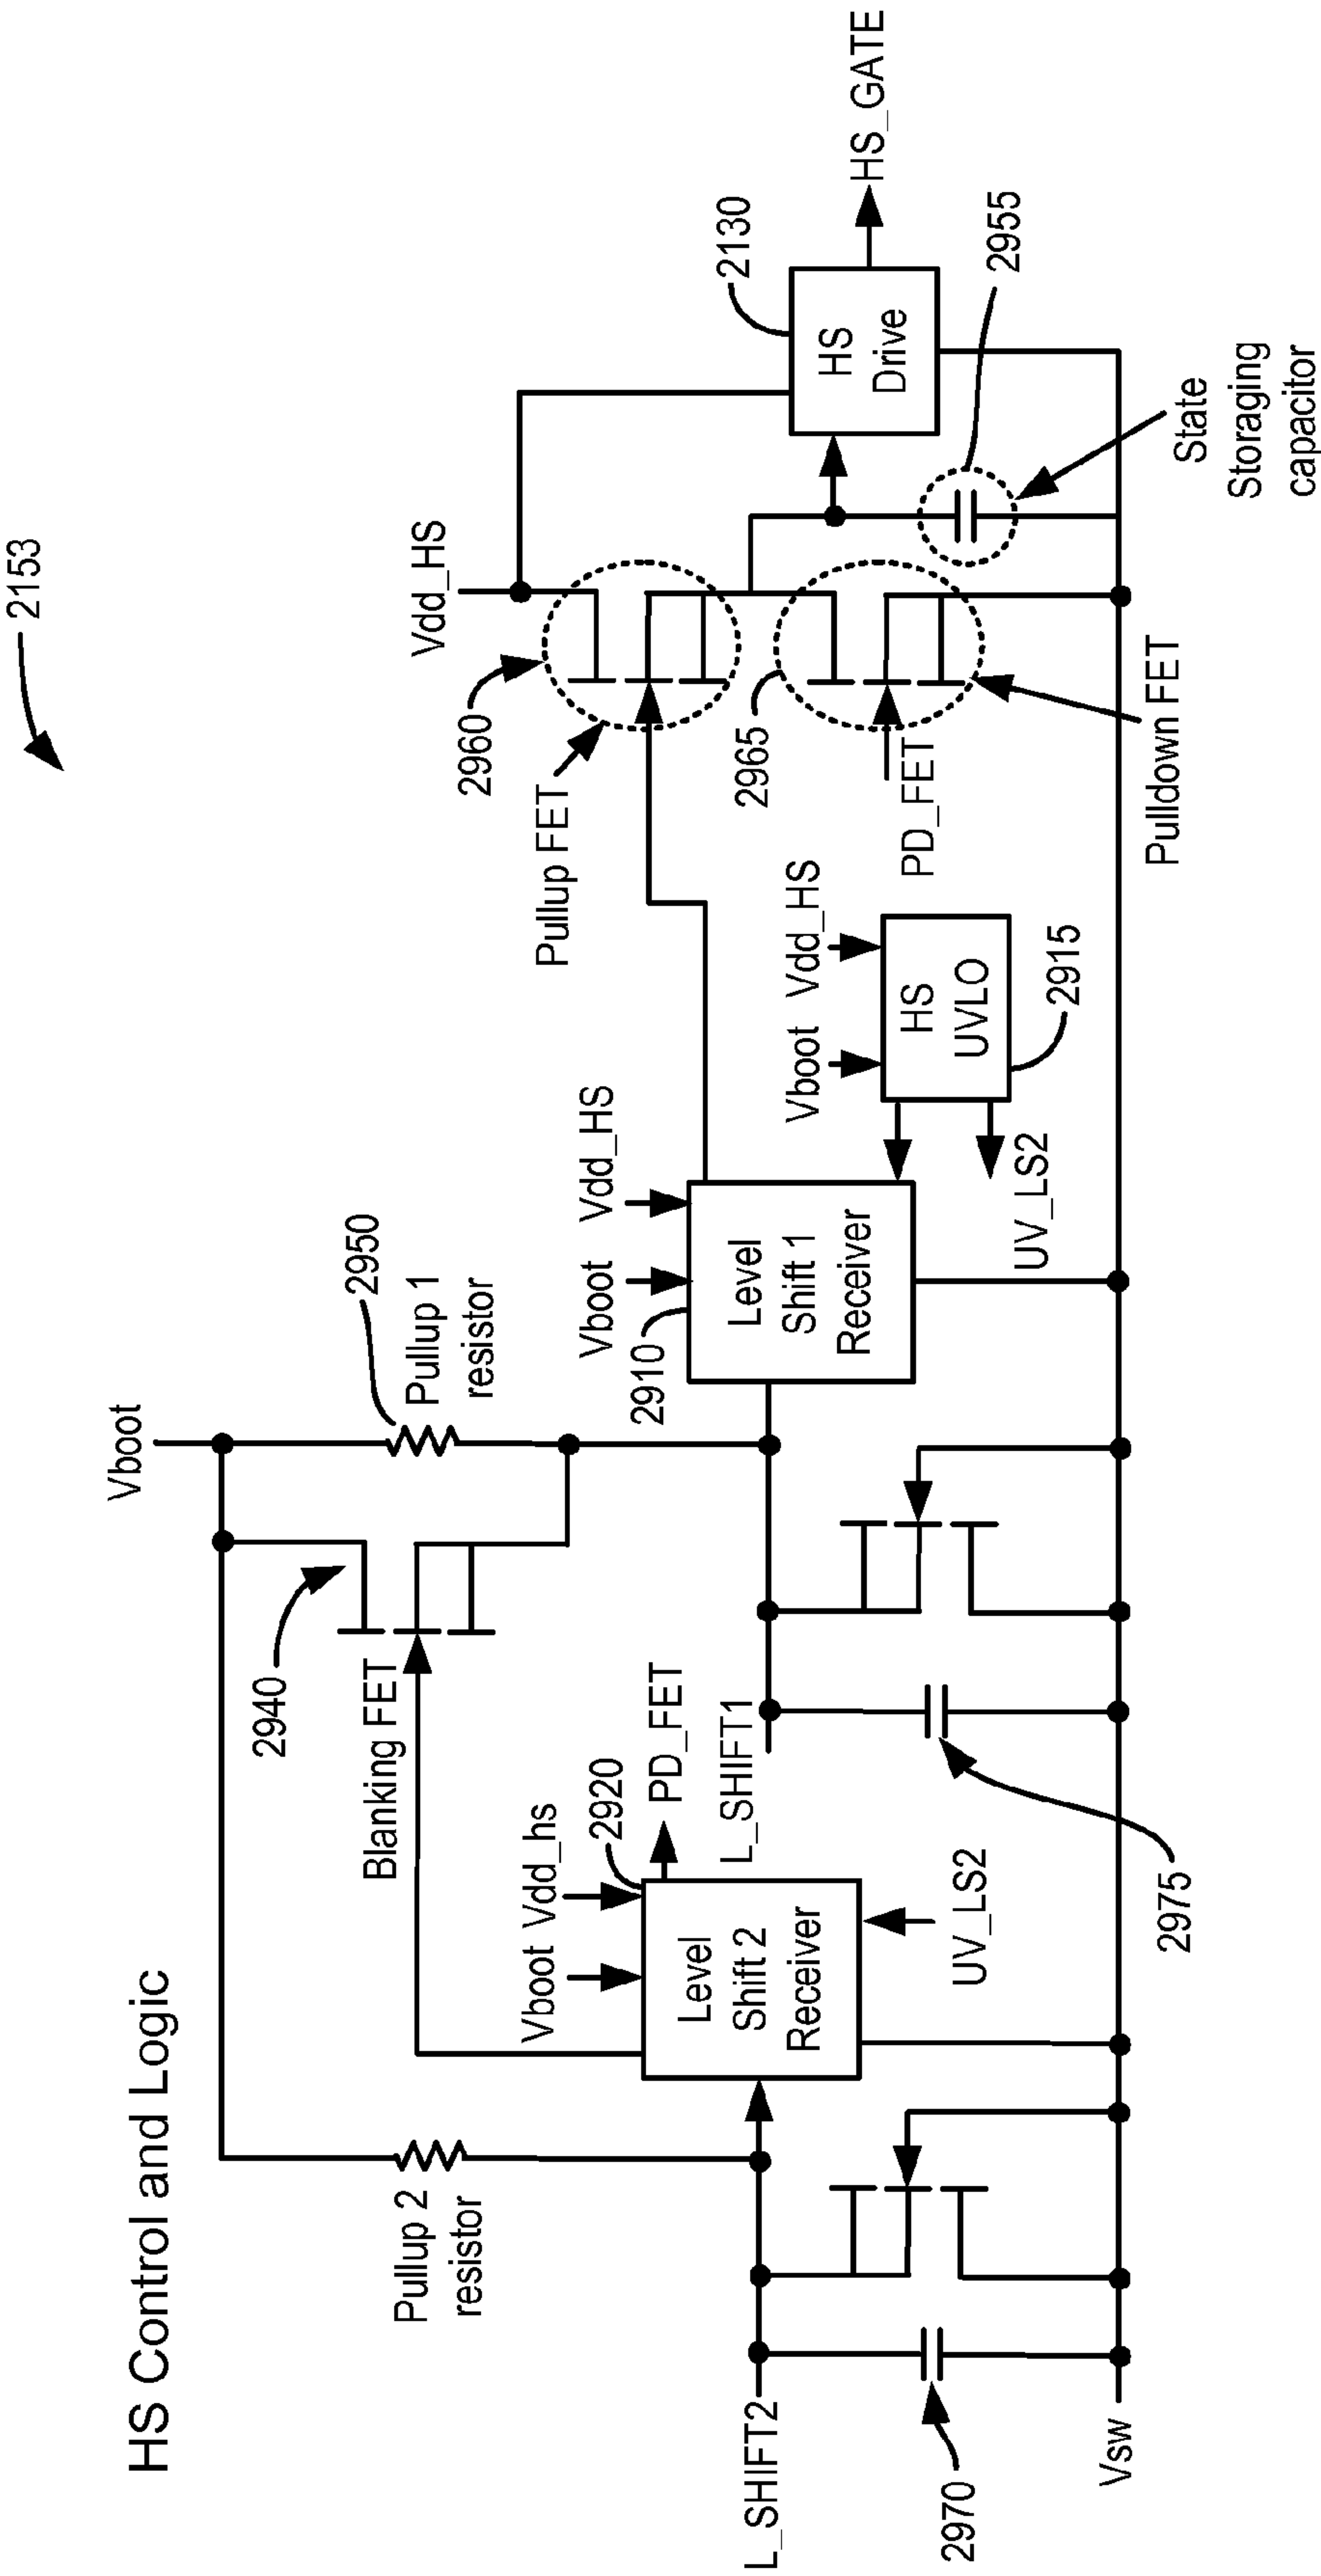 2153
HS Control and Logic
Vboot
Pullup 2
resistor
2940
Blanking FET
2950
Pullup 1
resistor
Vdd_HS
2960
Pullup FET
2130
HS
Drive
HS_GATE
2955
State
Storaging
capacitor
Vboot
Vdd_hs
2920
PD_FET
Level
Shift 2
Receiver
UV_LS2
L_SHIFT1
Vboot
Vdd_HS
2910
Level
Shift 1
Receiver
Vboot
Vdd_HS
HS
UVLO
2915
UV_LS2
2965
PD_FET
Pulldown FET
L_SHIFT2
2970
2975
Vsw